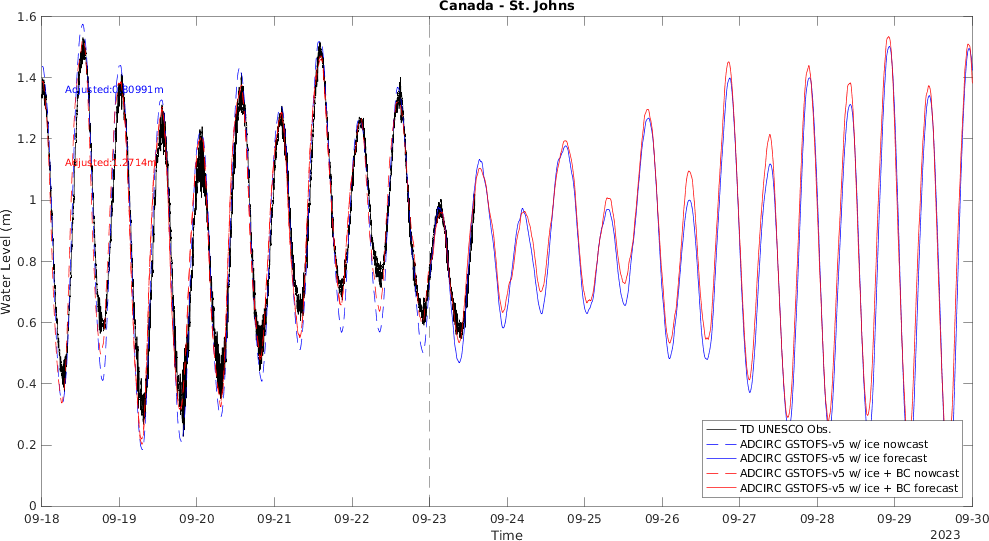 Canada - St. Johns
Water Level (m)
1.6
1.4
1.2
1
0.8
0.6
0.4
0.2
0
TD UNESCO Obs.
ADCIRC GSTOFS-v5 w/ ice nowcast
ADCIRC GSTOFS-v5 w/ ice forecast
ADCIRC GSTOFS-v5 w/ ice + BC nowcast
ADCIRC GSTOFS-v5 w/ ice + BC forecast
09-18 09-19 09-20 09-21 09-22 09-23 09-24 09-25 09-26 09-27 09-28 09-29 09-30
Time
2023